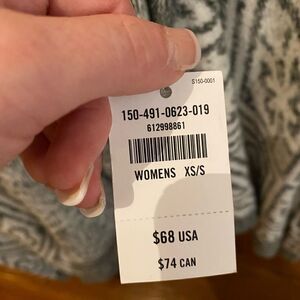 S150-0001
150-491-0623-019
612998861
WOMENS XS/S
$68 USA
$74 CAN